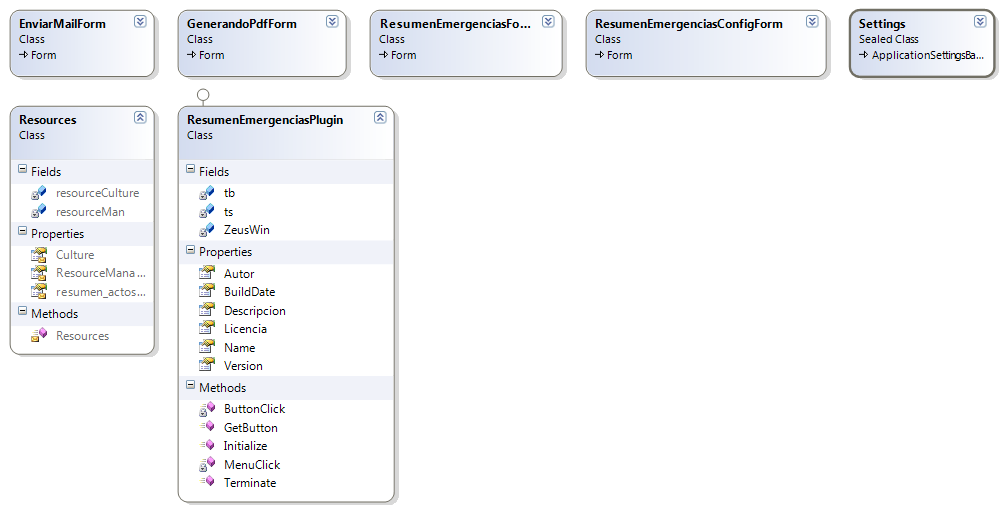 EnviarMailForm
Class
Form
GenerandoPdfForm
Class
Form
ResumenEmergenciasFo...
Class
Form
ResumenEmergenciasConfigForm
Class
Form
Settings
Sealed Class
ApplicationSettingsBa...
Resources
Class
Fields
resourceCulture
resourceMan
Properties
Culture
ResourceMana...
resumen_actos...
Methods
Resources
ResumenEmergenciasPlugin
Class
Fields
tb
ts
ZeusWin
Properties
Autor
BuildDate
Descripcion
Licencia
Name
Version
Methods
ButtonClick
GetButton
Initialize
MenuClick
Terminate